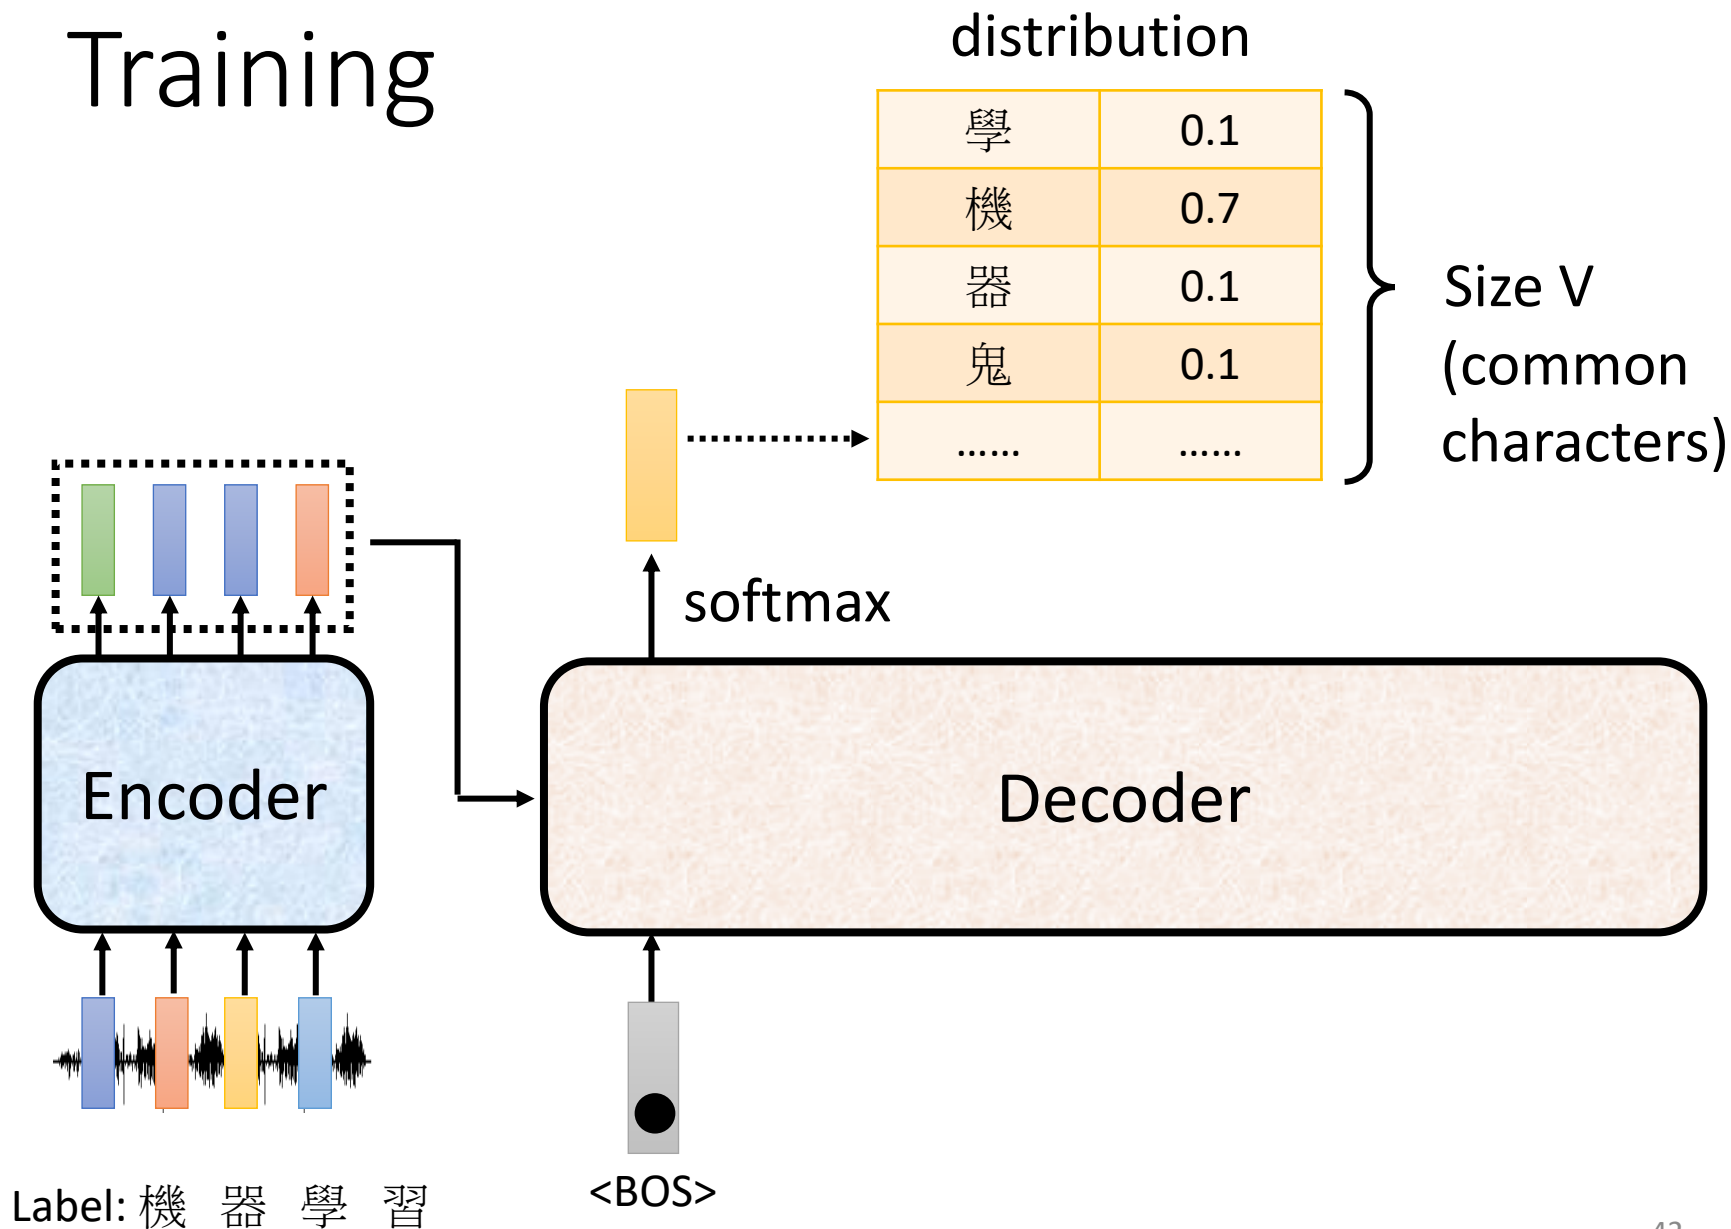 Training
distribution
學 0.1
機 0.7
器 0.1
鬼 0.1
...... ......
Size V
(common
characters)
softmax
Encoder
Decoder
Label: 機 器 學 習
<BOS>